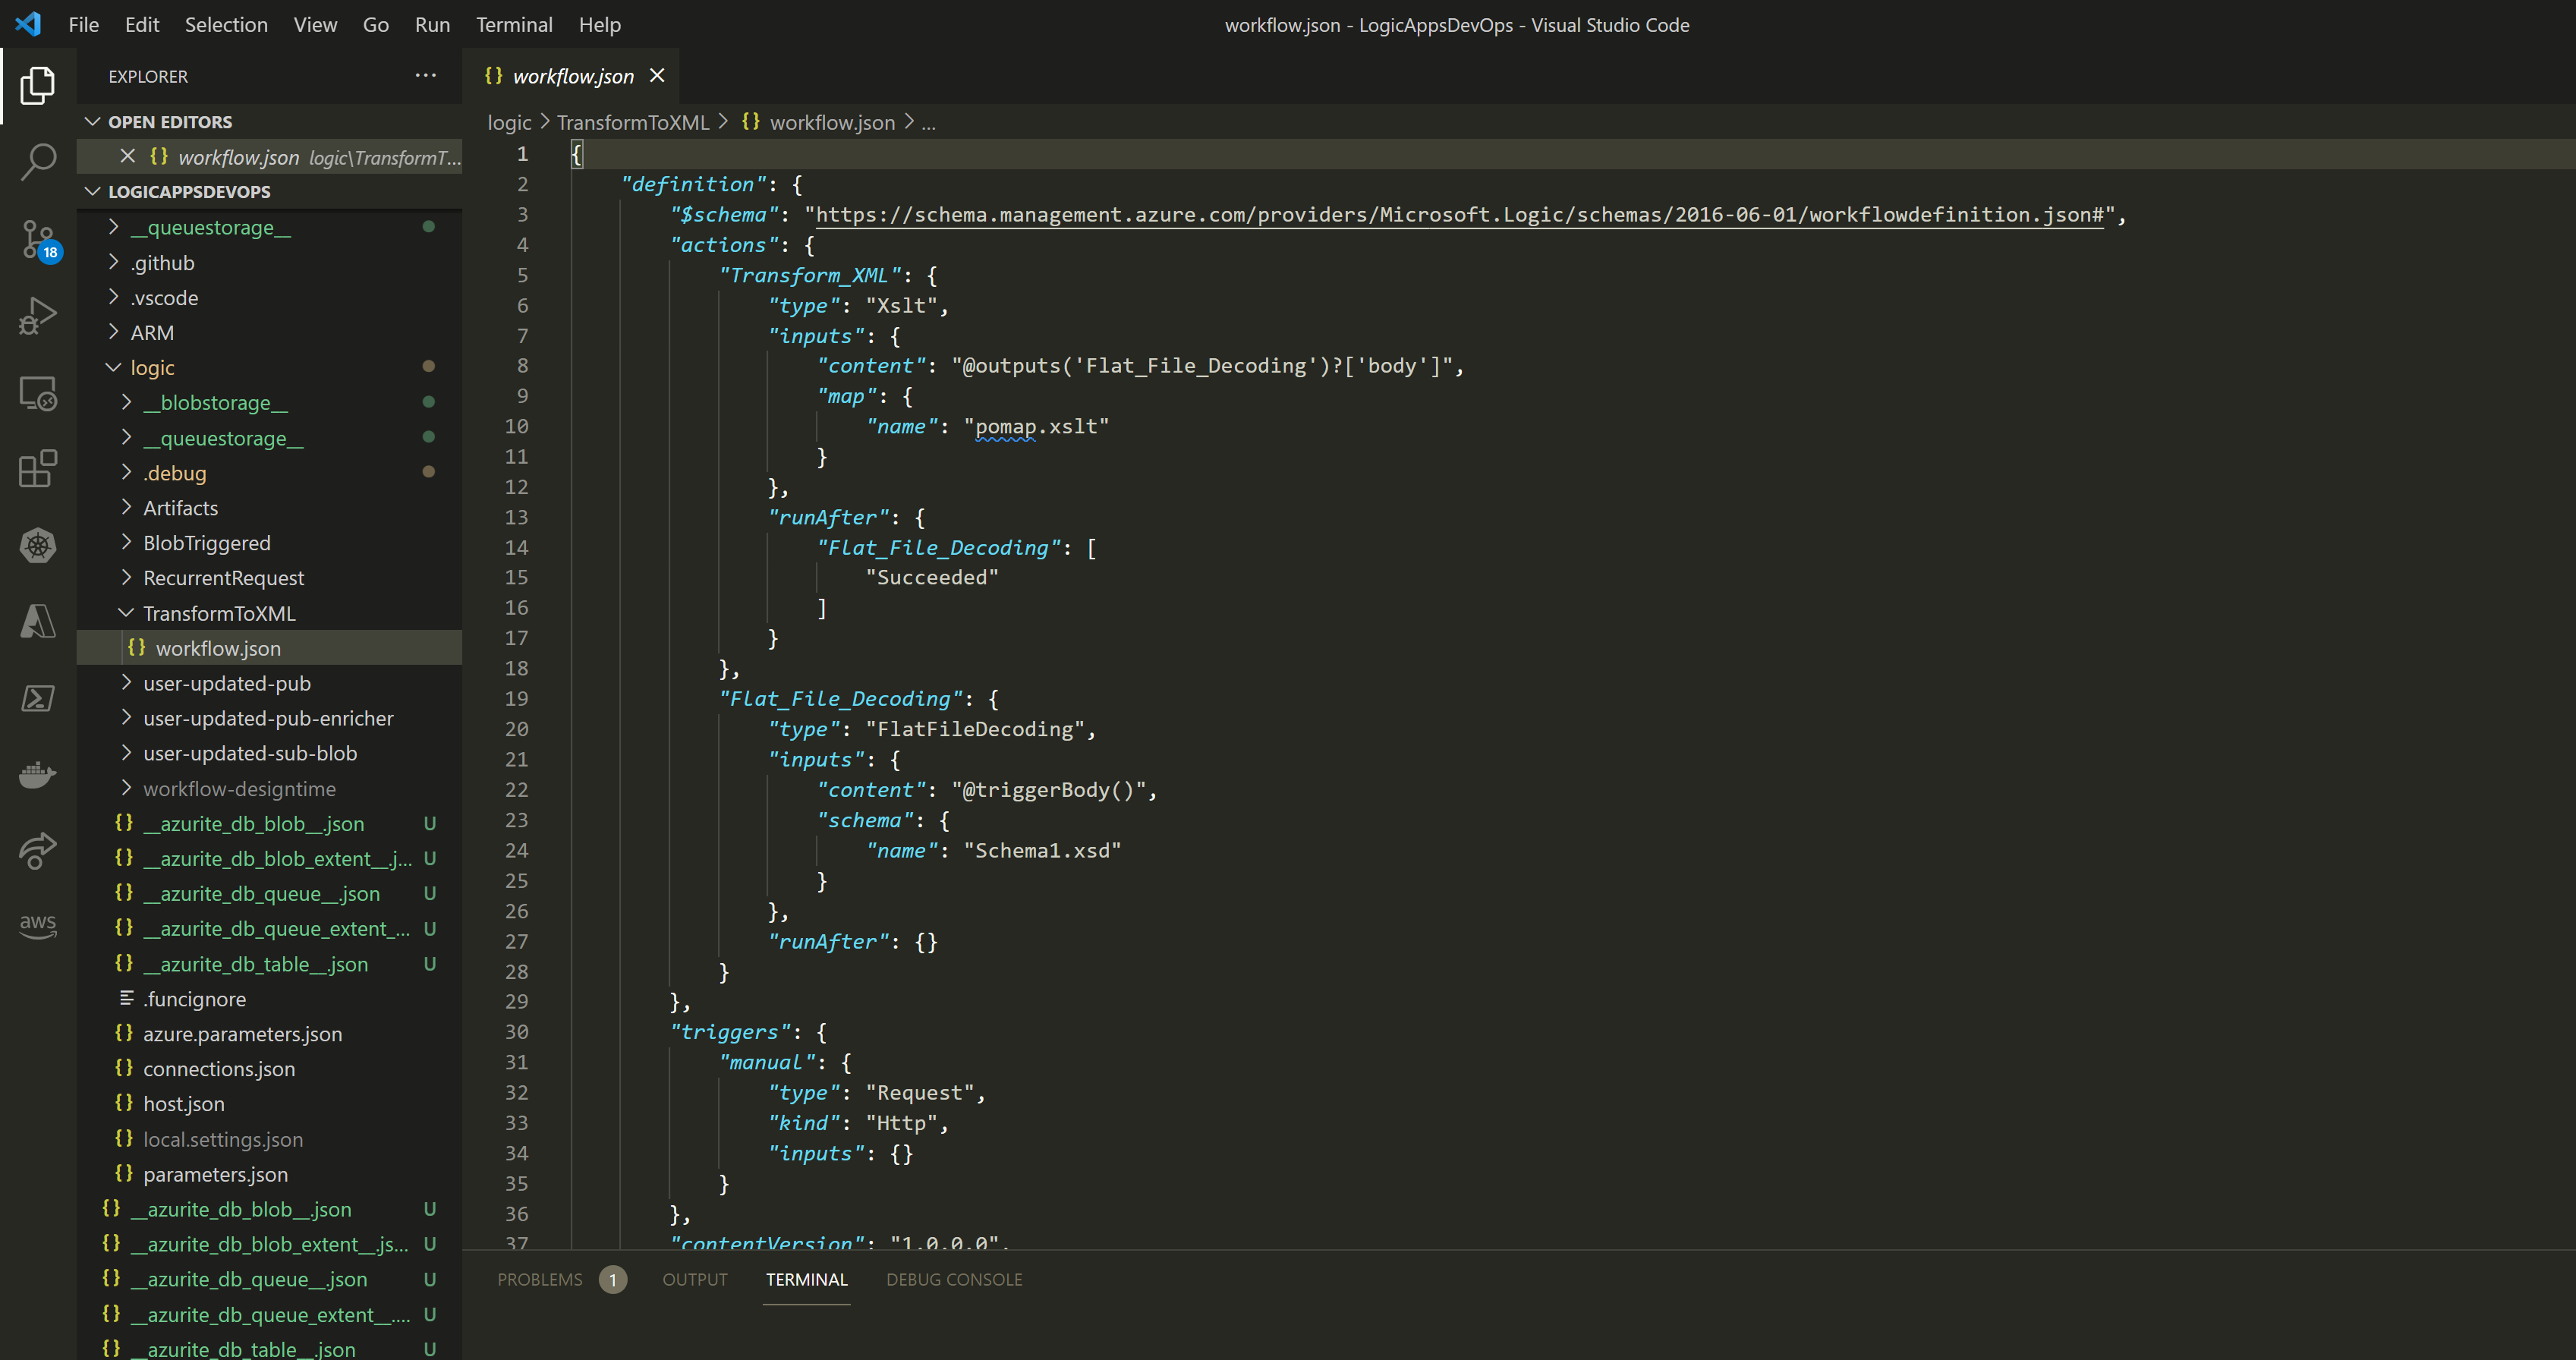 File Edit Selection View Go Run Terminal Help
workflow.json - LogicAppsDevOps - Visual Studio Code
EXPLORER
OPEN EDITORS
workflow.json logic\TransformT...
LOGICAPPSDEVOPS
__queuestorage__
.github
.vscode
ARM
logic
__blobstorage__
__queuestorage__
.debug
Artifacts
BlobTriggered
RecurrentRequest
TransformToXML
{} workflow.json
user-updated-pub
user-updated-pub-enricher
user-updated-sub-blob
workflow-designtime
{} __azurite_db_blob__.json U
{} __azurite_db_blob_extent__.j... U
{} __azurite_db_queue__.json U
{} __azurite_db_queue_extent_... U
{} __azurite_db_table__.json U
.funcignore
{} azure.parameters.json
{} connections.json
{} host.json
{} local.settings.json
{} parameters.json
{} __azurite_db_blob__.json U
{} __azurite_db_blob_extent__.js... U
{} __azurite_db_queue__.json U
{} __azurite_db_queue_extent__.... U
{} __azurite_db_table__.json U
18
aws
{} workflow.json
logic > TransformToXML > {} workflow.json > ...
1 {
2 "definition": {
3 "$schema": "https://schema.management.azure.com/providers/Microsoft.Logic/schemas/2016-06-01/workflowdefinition.json#",
4 "actions": {
5 "Transform_XML": {
6 "type": "Xslt",
7 "inputs": {
8 "content": "@outputs('Flat_File_Decoding')?['body']",
9 "map": {
10 "name": "pomap.xslt"
11 }
12 },
13 "runAfter": {
14 "Flat_File_Decoding": [
15 "Succeeded"
16 ]
17 }
18 },
19 "Flat_File_Decoding": {
20 "type": "FlatFileDecoding",
21 "inputs": {
22 "content": "@triggerBody()",
23 "schema": {
24 "name": "Schema1.xsd"
25 }
26 },
27 "runAfter": {}
28 }
29 },
30 "triggers": {
31 "manual": {
32 "type": "Request",
33 "kind": "Http",
34 "inputs": {}
35 }
36 },
37 "contentVersion": "1.0.0.0",
PROBLEMS 1 OUTPUT TERMINAL DEBUG CONSOLE